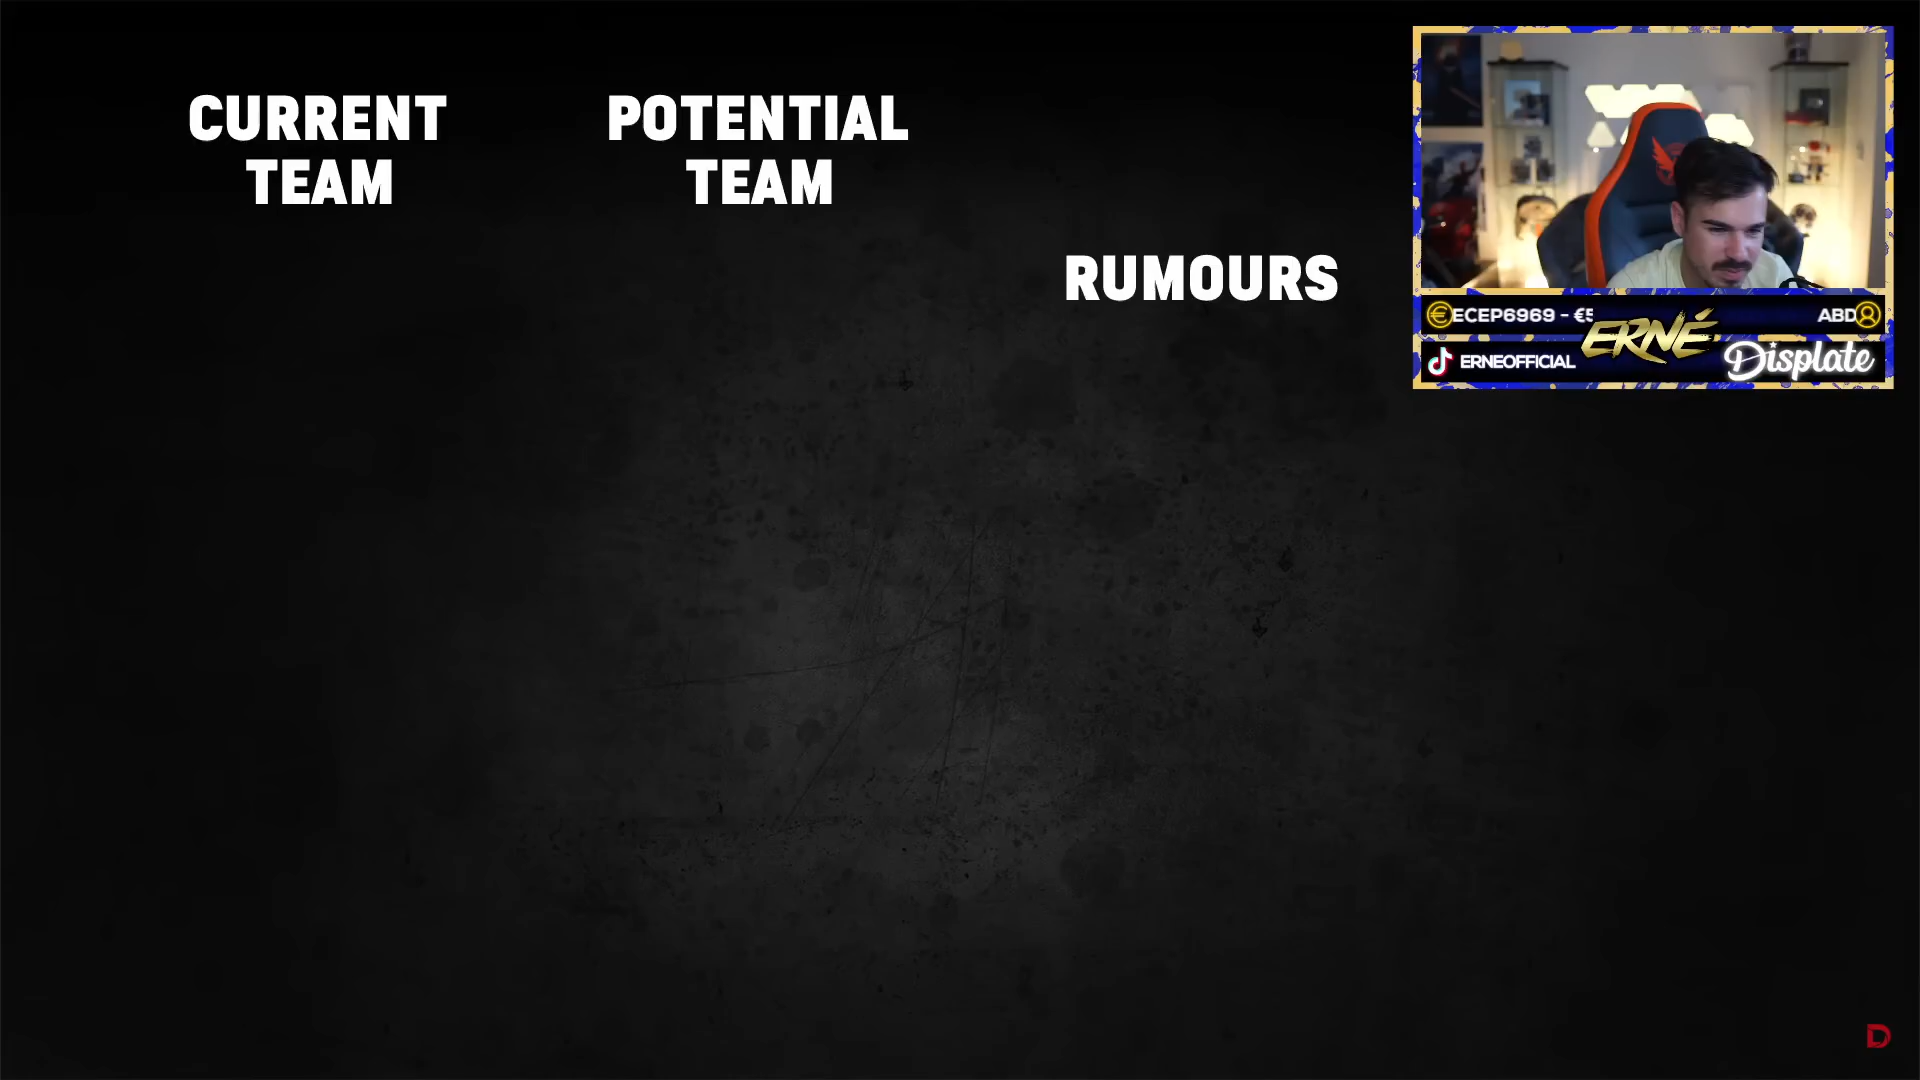 CURRENT
TEAM
POTENTIAL
TEAM
RUMOURS
ECEP6969 - €5
ABD
ERNÉ
ERNEOFFICIAL
Displate
D